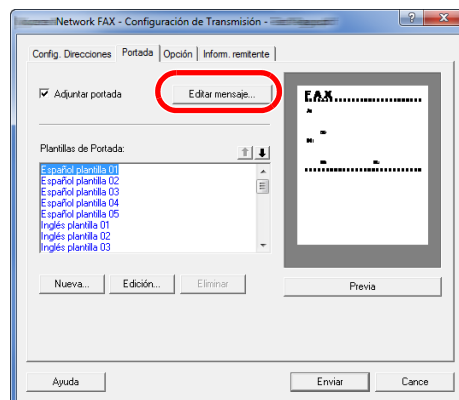 Network FAX - Configuración de Transmisión -
Config. Direcciones Portada Opción Inform. remitente
Adjuntar portada Editar mensaje...
Plantillas de Portada:
Español plantilla 01
Español plantilla 02
Español plantilla 03
Español plantilla 04
Español plantilla 05
Inglés plantilla 01
Inglés plantilla 02
Inglés plantilla 03
FAX
Nueva... Edición... Eliminar Previa
Ayuda Enviar Cance